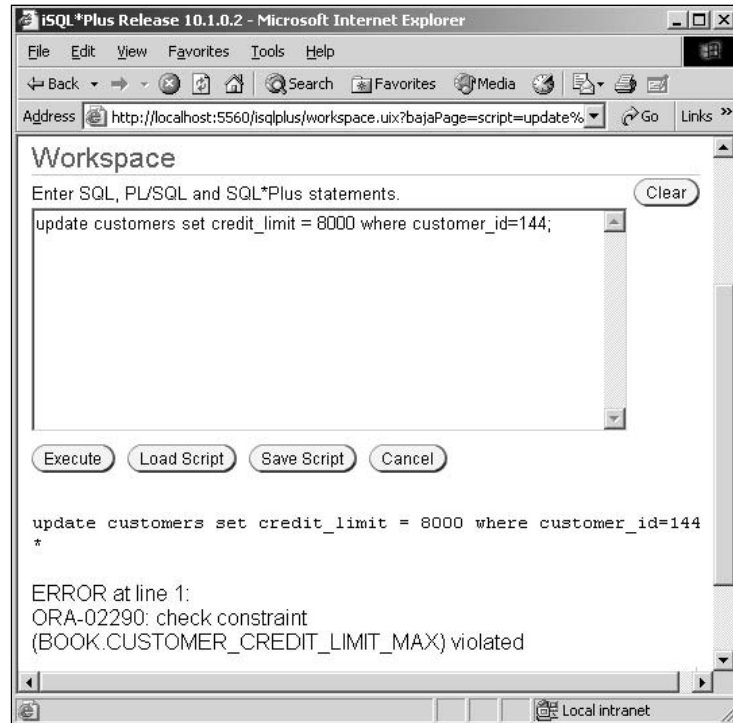 iSQL*Plus Release 10.1.0.2 - Microsoft Internet Explorer
File Edit View Favorites Tools Help
Back Search Favorites Media
Address http://localhost:5560/isqlplus/workspace.uix?bajaPage=script=update% Go Links »
Workspace
Enter SQL, PL/SQL and SQL*Plus statements. Clear
update customers set credit_limit = 8000 where customer_id=144;
Execute Load Script Save Script Cancel
update customers set credit_limit = 8000 where customer_id=144
*
ERROR at line 1:
ORA-02290: check constraint
(BOOK.CUSTOMER_CREDIT_LIMIT_MAX) violated
Local intranet